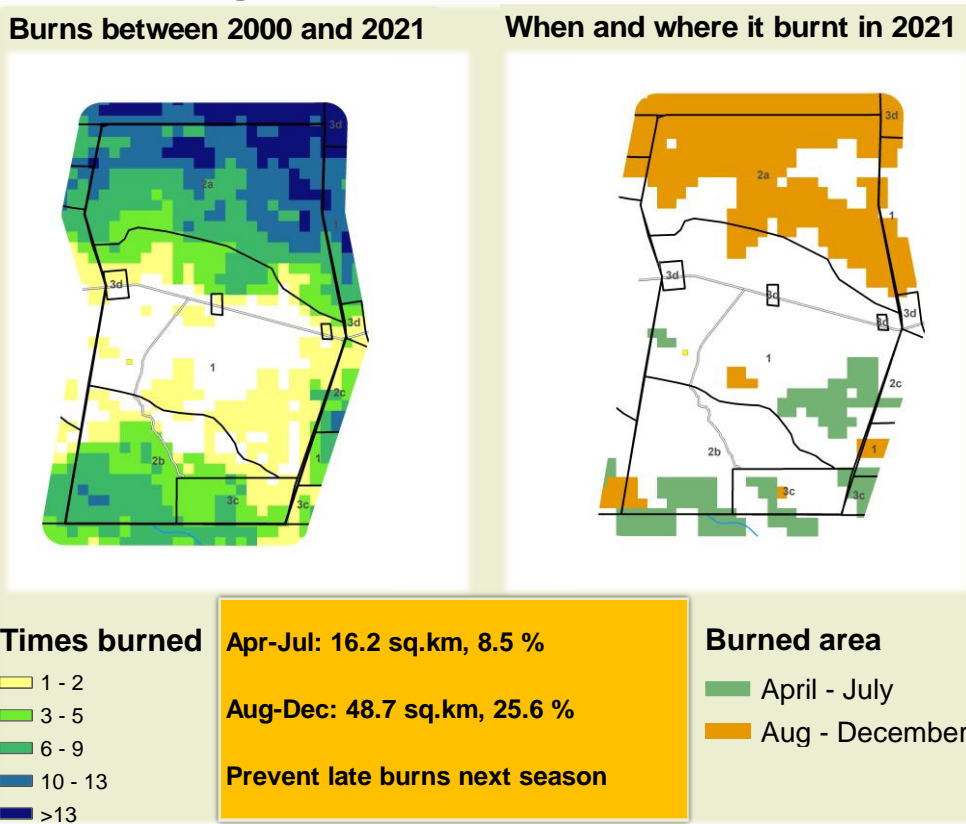 Burns between 2000 and 2021
When and where it burnt in 2021
3d
2a
1
3d
3d
1
2c
2b
1
3c
3c
3d
2a
1
3d
3d
3d
3d
1
2c
2b
1
3c
3c
Times burned
1 - 2
3 - 5
6 - 9
10 - 13
>13
Apr-Jul: 16.2 sq.km, 8.5 %
Aug-Dec: 48.7 sq.km, 25.6 %
Prevent late burns next season
Burned area
April - July
Aug - December